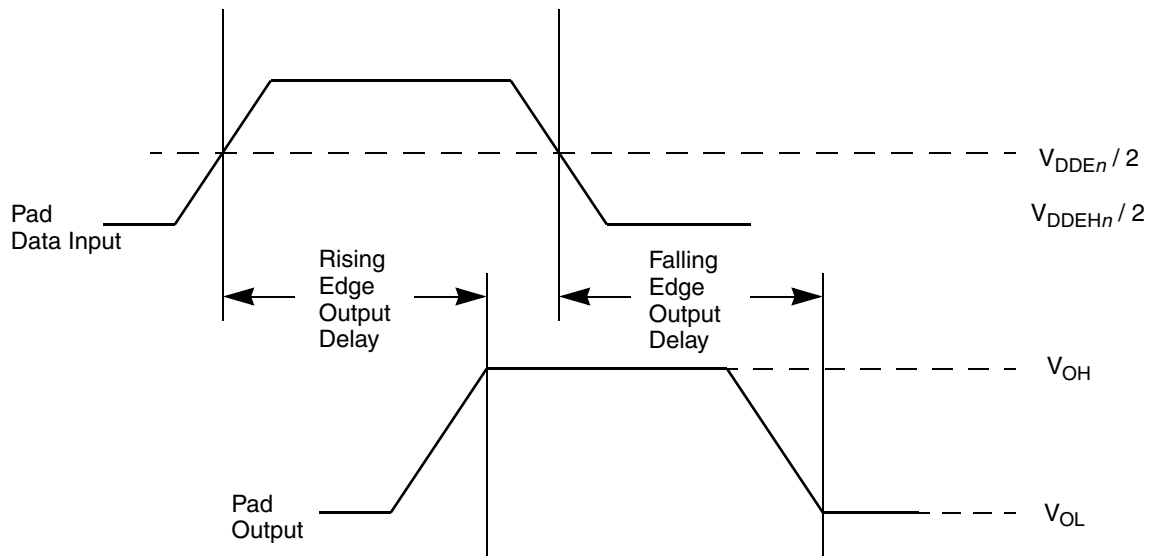 V_DDEn / 2
Pad
Data Input
V_DDEHn / 2
Rising
Edge
Output
Delay
Falling
Edge
Output
Delay
V_OH
Pad
Output
V_OL